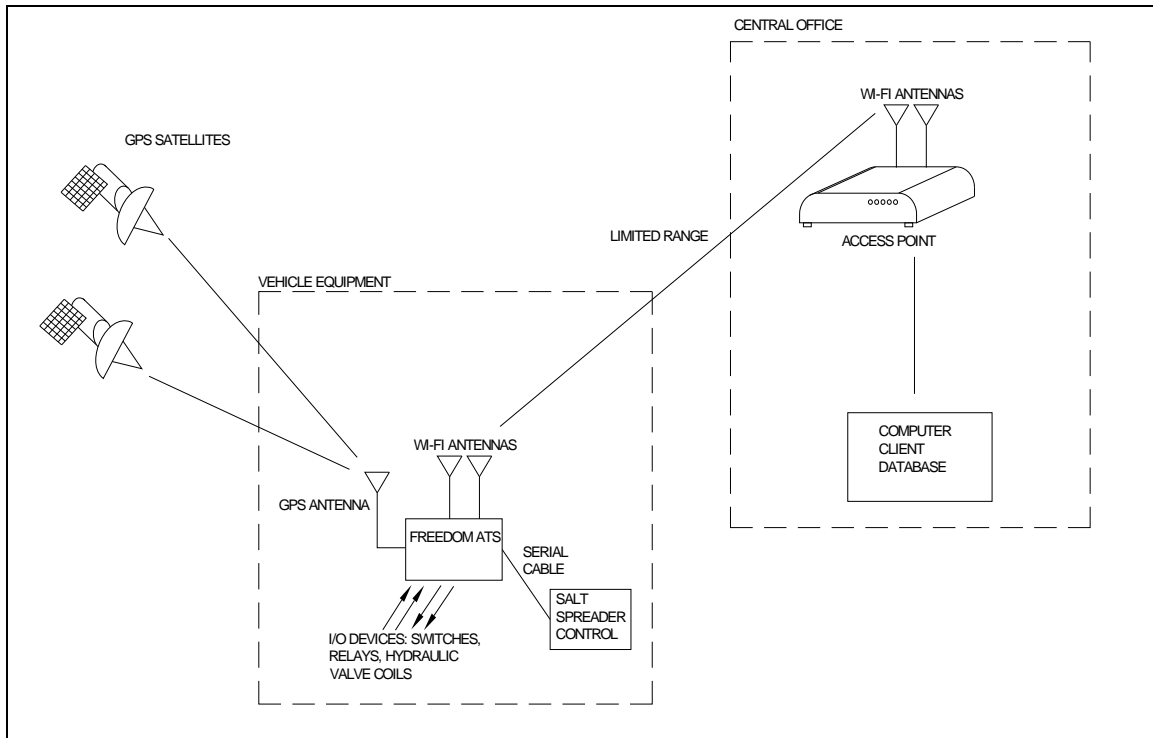 CENTRAL OFFICE
WI-FI ANTENNAS
GPS SATELLITES
LIMITED RANGE
ACCESS POINT
VEHICLE EQUIPMENT
COMPUTER
CLIENT
DATABASE
WI-FI ANTENNAS
GPS ANTENNA
FREEDOM ATS
SERIAL
CABLE
SALT
SPREADER
CONTROL
I/O DEVICES: SWITCHES,
RELAYS, HYDRAULIC
VALVE COILS